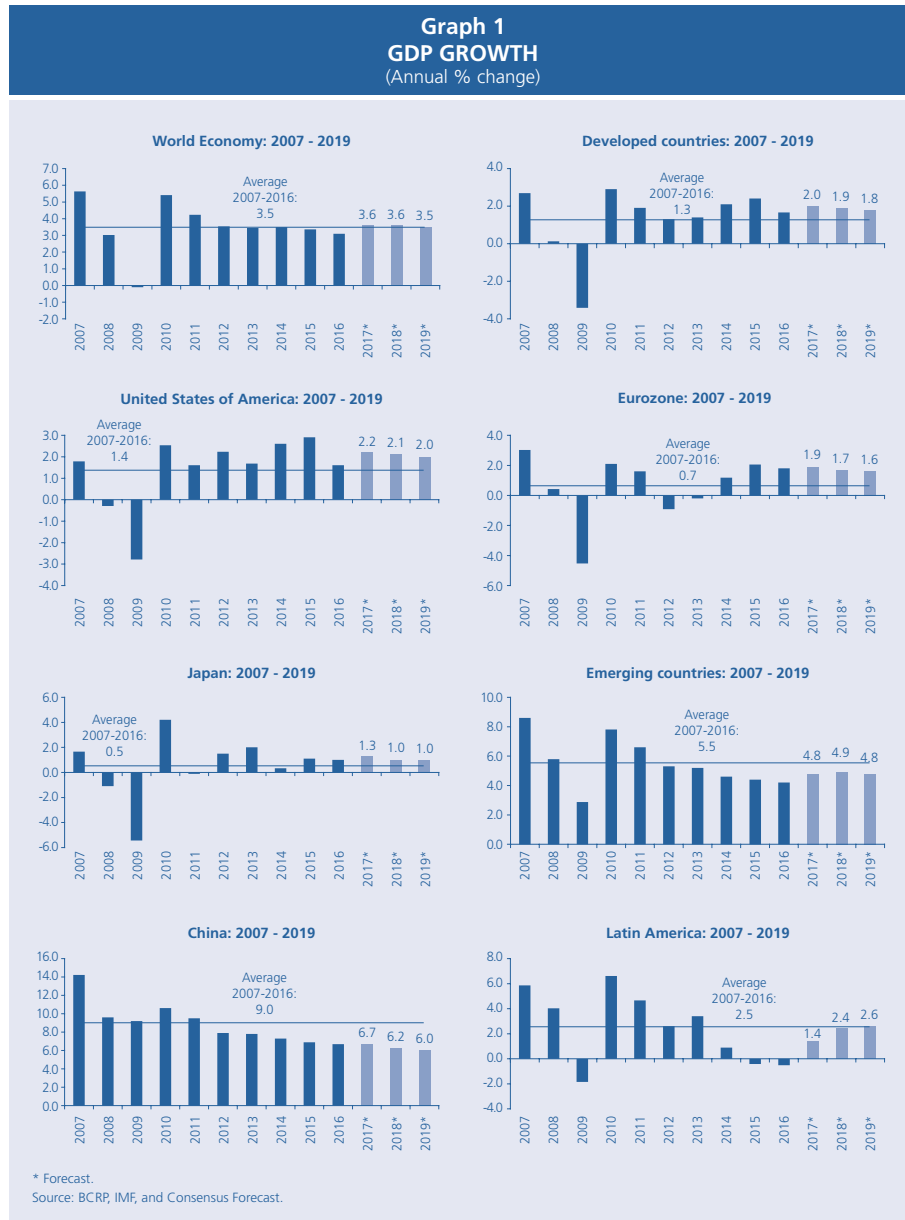 Graph 1
GDP GROWTH
(Annual % change)
World Economy: 2007 - 2019
7.0
6.0
5.0
4.0
3.0
2.0
1.0
0.0
-1.0
-2.0
Average
2007-2016:
3.5
3.6 3.6 3.5
2007 2008 2009 2010 2011 2012 2013 2014 2015 2016 2017* 2018* 2019*
Developed countries: 2007 - 2019
4.0
2.0
0.0
-2.0
-4.0
Average
2007-2016:
1.3
2.0 1.9 1.8
2007 2008 2009 2010 2011 2012 2013 2014 2015 2016 2017* 2018* 2019*
United States of America: 2007 - 2019
3.0
2.0
1.0
0.0
-1.0
-2.0
-3.0
-4.0
Average
2007-2016:
1.4
2.2 2.1 2.0
2007 2008 2009 2010 2011 2012 2013 2014 2015 2016 2017* 2018* 2019*
Eurozone: 2007 - 2019
4.0
2.0
0.0
-2.0
-4.0
-6.0
Average
2007-2016:
0.7
1.9 1.7 1.6
2007 2008 2009 2010 2011 2012 2013 2014 2015 2016 2017* 2018* 2019*
Japan: 2007 - 2019
6.0
4.0
2.0
0.0
-2.0
-4.0
-6.0
Average
2007-2016:
0.5
1.3 1.0 1.0
2007 2008 2009 2010 2011 2012 2013 2014 2015 2016 2017* 2018* 2019*
Emerging countries: 2007 - 2019
10.0
8.0
6.0
4.0
2.0
0.0
Average
2007-2016:
5.5
4.8 4.9 4.8
2007 2008 2009 2010 2011 2012 2013 2014 2015 2016 2017* 2018* 2019*
China: 2007 - 2019
16.0
14.0
12.0
10.0
8.0
6.0
4.0
2.0
0.0
Average
2007-2016:
9.0
6.7 6.2 6.0
2007 2008 2009 2010 2011 2012 2013 2014 2015 2016 2017* 2018* 2019*
Latin America: 2007 - 2019
8.0
6.0
4.0
2.0
0.0
-2.0
-4.0
Average
2007-2016:
2.5
1.4 2.4 2.6
2007 2008 2009 2010 2011 2012 2013 2014 2015 2016 2017* 2018* 2019*
* Forecast.
Source: BCRP, IMF, and Consensus Forecast.